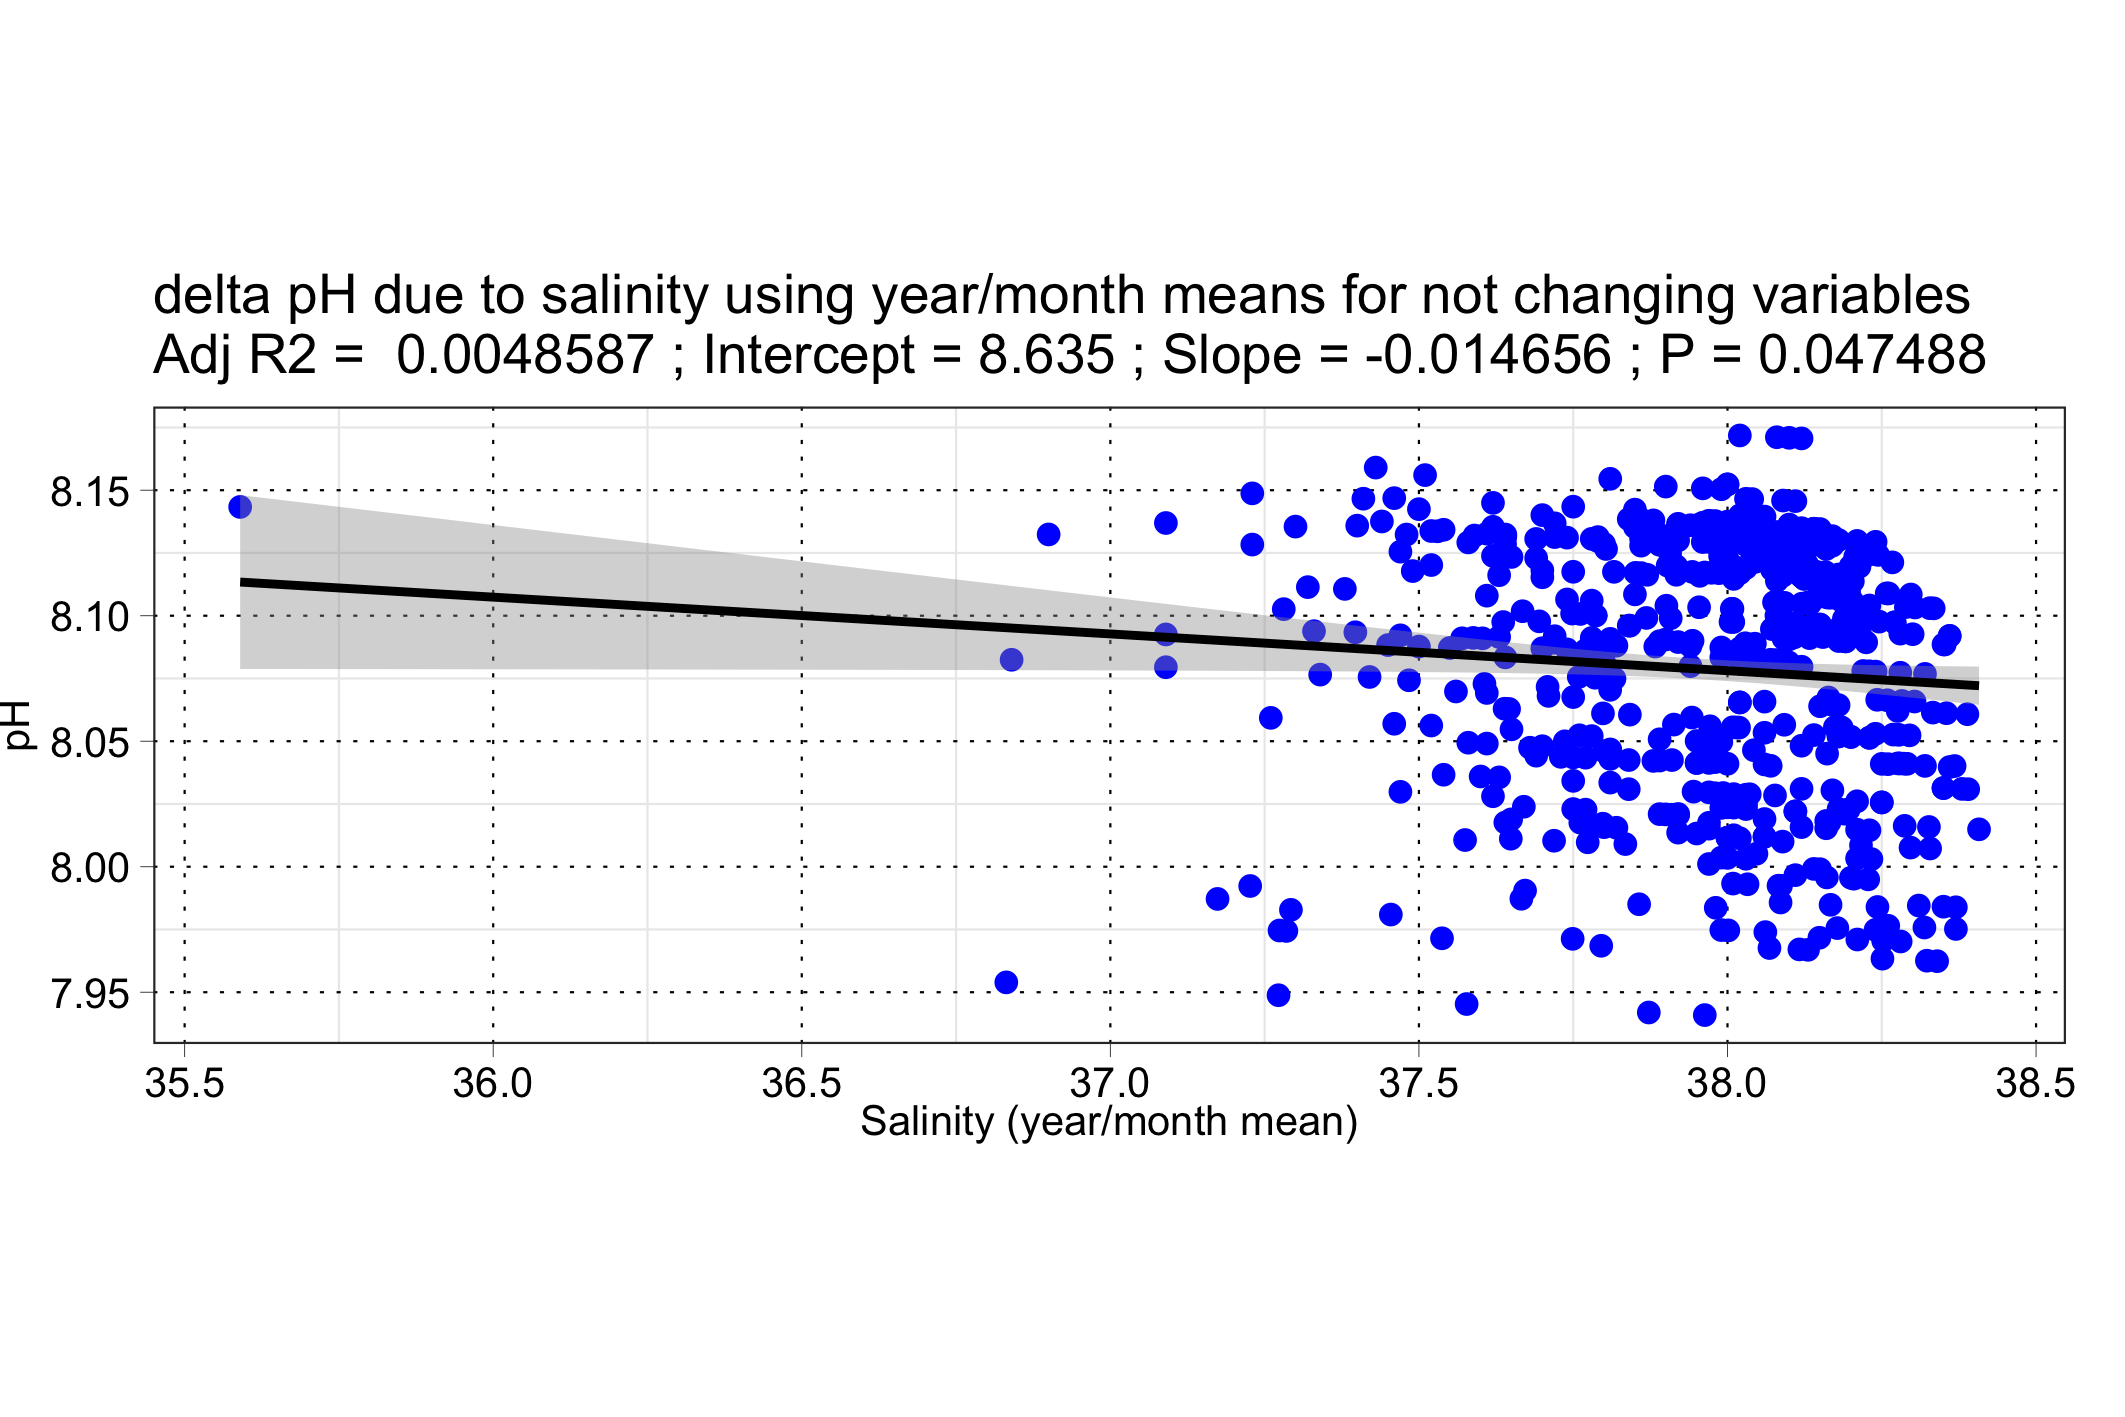 delta pH due to salinity using year/month means for not changing variables
Adj R2 =  0.0048587 ; Intercept = 8.635 ; Slope = -0.014656 ; P = 0.047488
8.15
8.10
8.05
8.00
7.95
pH
35.5 36.0 36.5 37.0 37.5 38.0 38.5
Salinity (year/month mean)